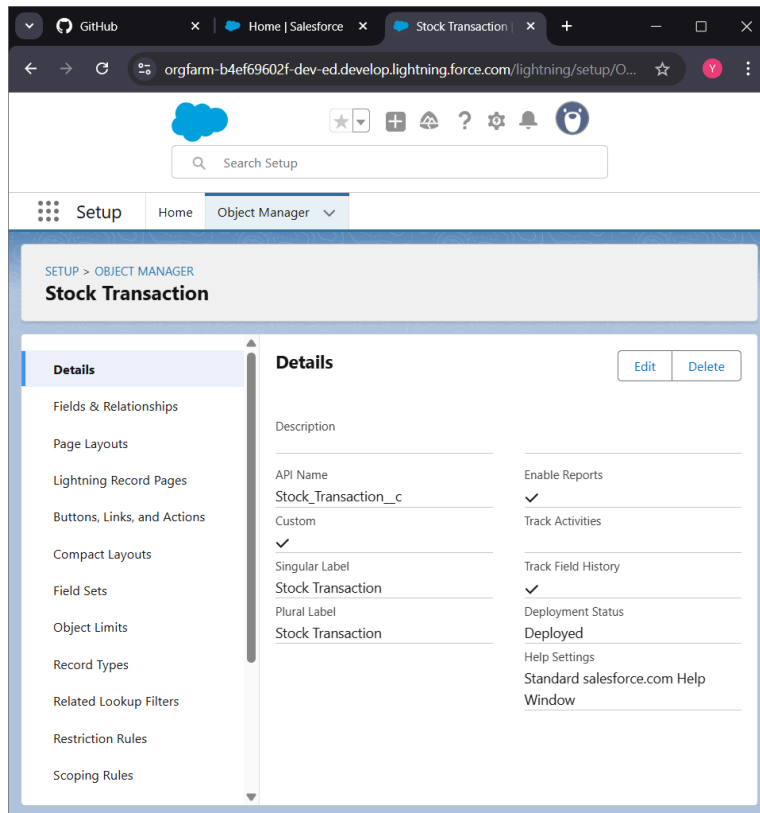 GitHub
Home | Salesforce
Stock Transaction |
orgfarm-b4ef69602f-dev-ed.develop.lightning.force.com/lightning/setup/O...
Y
Search Setup
Setup
Home
Object Manager
SETUP > OBJECT MANAGER
Stock Transaction
Details
Fields & Relationships
Page Layouts
Lightning Record Pages
Buttons, Links, and Actions
Compact Layouts
Field Sets
Object Limits
Record Types
Related Lookup Filters
Restriction Rules
Scoping Rules
Details
Edit
Delete
Description
API Name
Stock_Transaction__c
Custom
Singular Label
Stock Transaction
Plural Label
Stock Transaction
Enable Reports
Track Activities
Track Field History
Deployment Status
Deployed
Help Settings
Standard salesforce.com Help
Window